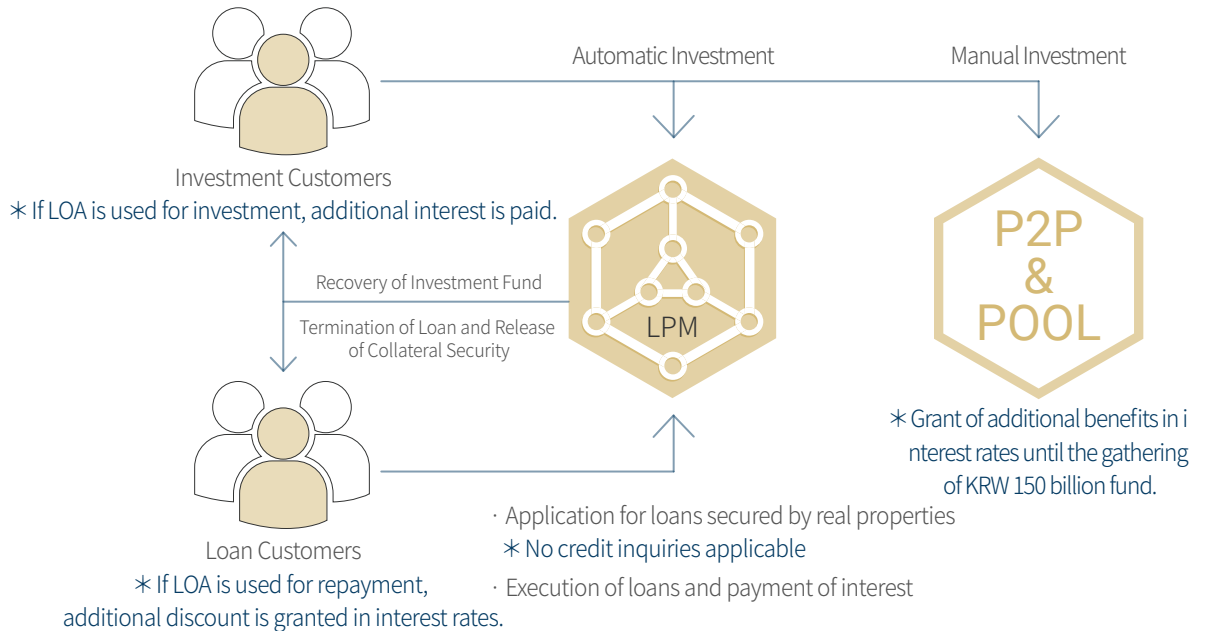 Automatic Investment
Manual Investment
Investment Customers
＊ If LOA is used for investment, additional interest is paid.
Recovery of Investment Fund
Termination of Loan and Release
of Collateral Security
LPM
P2P
&
POOL
＊ Grant of additional benefits in i
nterest rates until the gathering
of KRW 150 billion fund.
Loan Customers
＊ If LOA is used for repayment,
additional discount is granted in interest rates.
· Application for loans secured by real properties
＊ No credit inquiries applicable
· Execution of loans and payment of interest